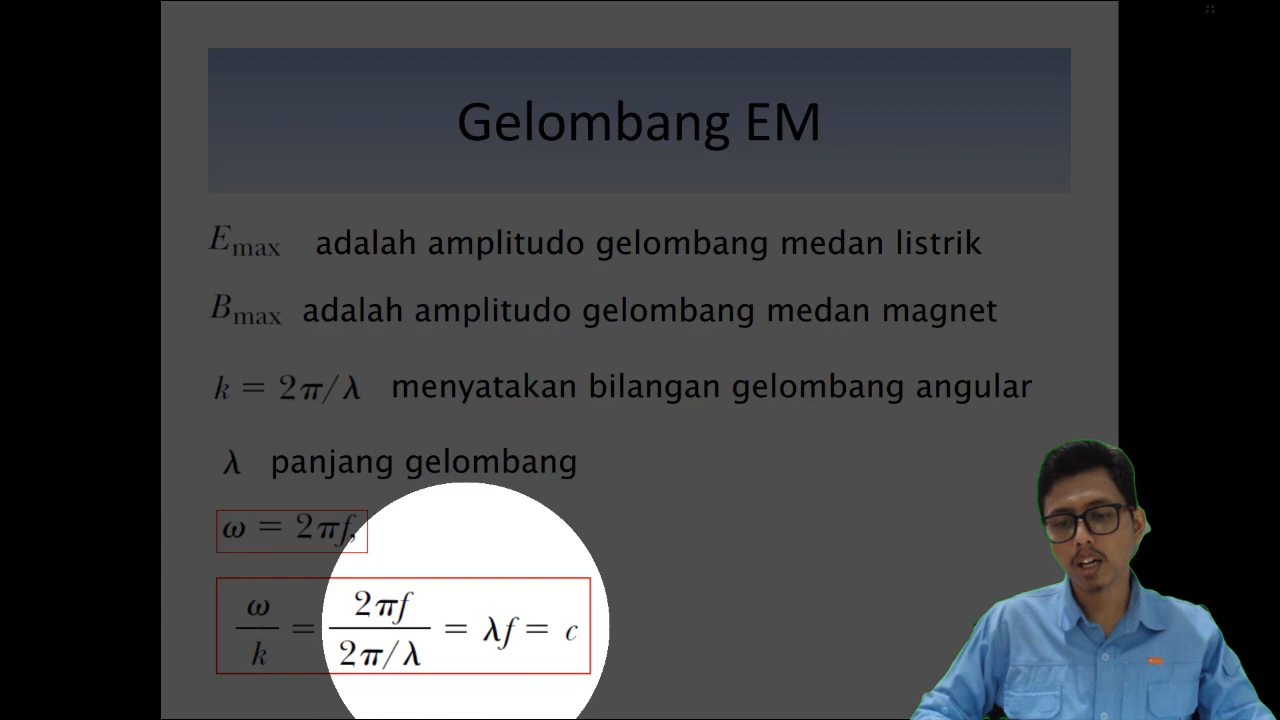 Gelombang EM
E_max adalah amplitudo gelombang medan listrik
B_max adalah amplitudo gelombang medan magnet
k = 2π/λ menyatakan bilangan gelombang angular
λ panjang gelombang
ω = 2πf,
ω/k = 2πf/(2π/λ) = λf = c